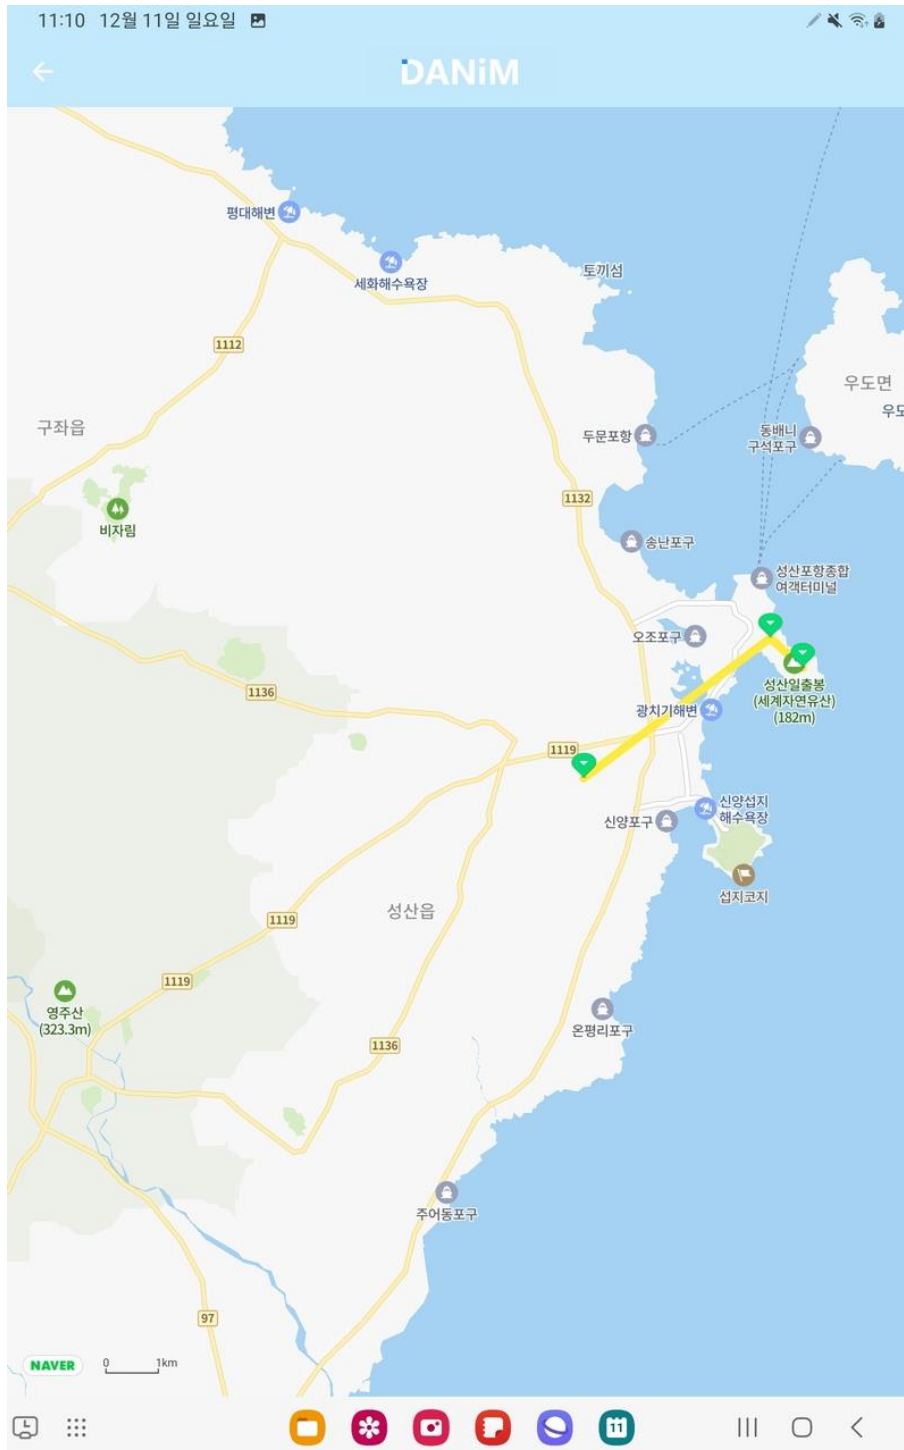 11:10 12월 11일 일요일
DANiM
평대해변
세화해수욕장
토끼섬
1112
우도면
우도
구좌읍
두문포항
동배니
구석포구
1132
비자림
송난포구
성산포항종합
여객터미널
오조포구
1136
성산일출봉
(세계자연유산)
(182m)
광치기해변
1119
신양섭지
해수욕장
신양포구
섭지코지
성산읍
1119
1119
영주산
(323.3m)
온평리포구
1136
주어동포구
97
NAVER
0 1km
11